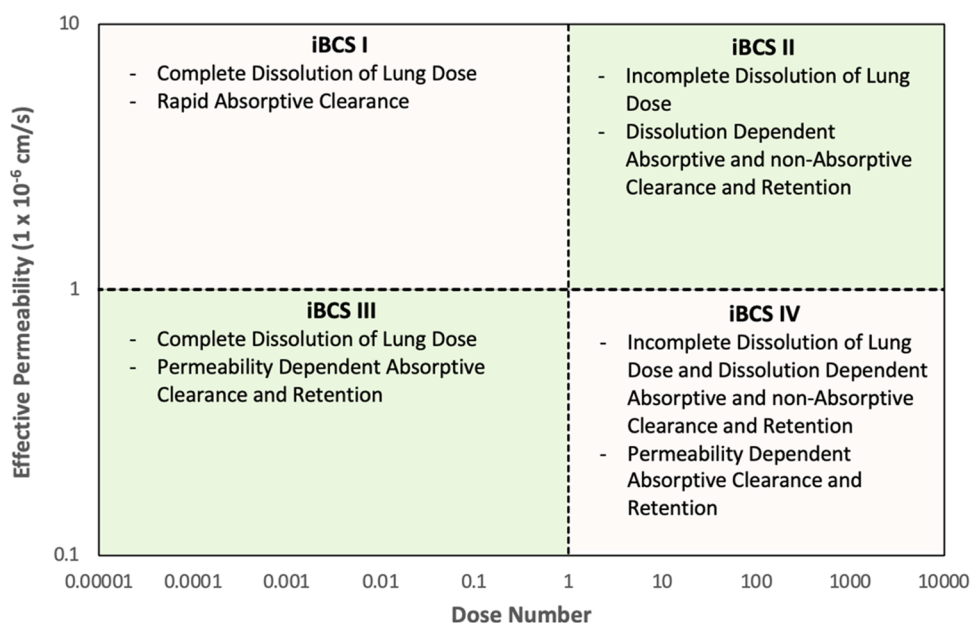 10
iBCS I
- Complete Dissolution of Lung Dose
- Rapid Absorptive Clearance
iBCS II
- Incomplete Dissolution of Lung
Dose
- Dissolution Dependent
Absorptive and non-Absorptive
Clearance and Retention
Effective Permeability (1 x 10⁻⁶ cm/s)
1
iBCS III
- Complete Dissolution of Lung Dose
- Permeability Dependent Absorptive
Clearance and Retention
iBCS IV
- Incomplete Dissolution of Lung
Dose and Dissolution Dependent
Absorptive and non-Absorptive
Clearance and Retention
- Permeability Dependent
Absorptive Clearance and
Retention
0.1
0.00001 0.0001 0.001 0.01 0.1 1 10 100 1000 10000
Dose Number